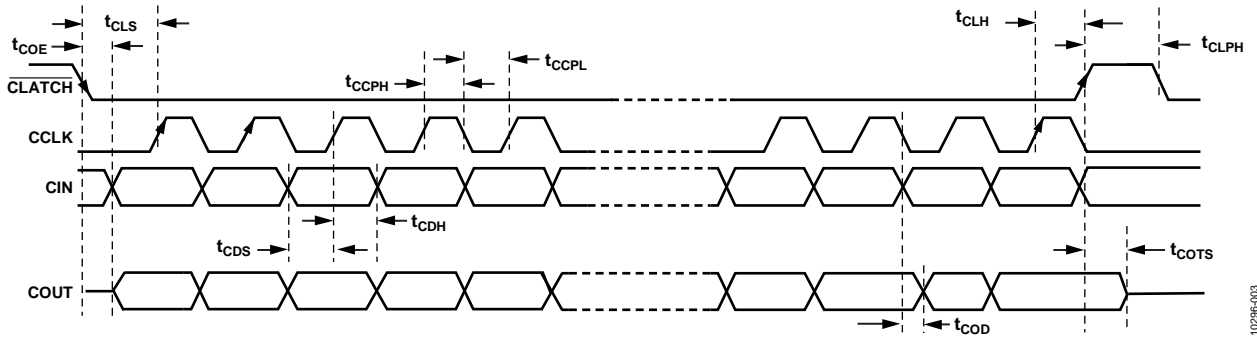 tCLS
tCLH
tCOE
tCLPH
tCCPL
tCCPH
CLATCH
CCLK
CIN
tCDH
tCDS
tCOTS
COUT
tCOD
10296-003